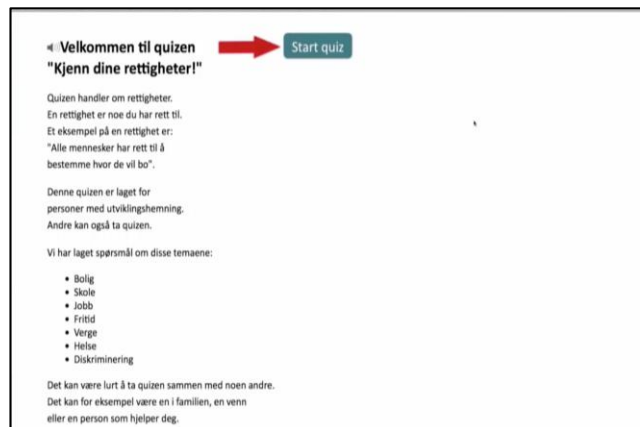 Velkommen til quizen
"Kjenn dine rettigheter!"
Start quiz
Quizen handler om rettigheter.
En rettighet er noe du har rett til.
Et eksempel på en rettighet er:
"Alle mennesker har rett til å
bestemme hvor de vil bo".
Denne quizen er laget for
personer med utviklingshemning.
Andre kan også ta quizen.
Vi har laget spørsmål om disse temaene:
• Bolig
• Skole
• Jobb
• Fritid
• Verge
• Helse
• Diskriminering
Det kan være lurt å ta quizen sammen med noen andre.
Det kan for eksempel være en i familien, en venn
eller en person som hjelper deg.